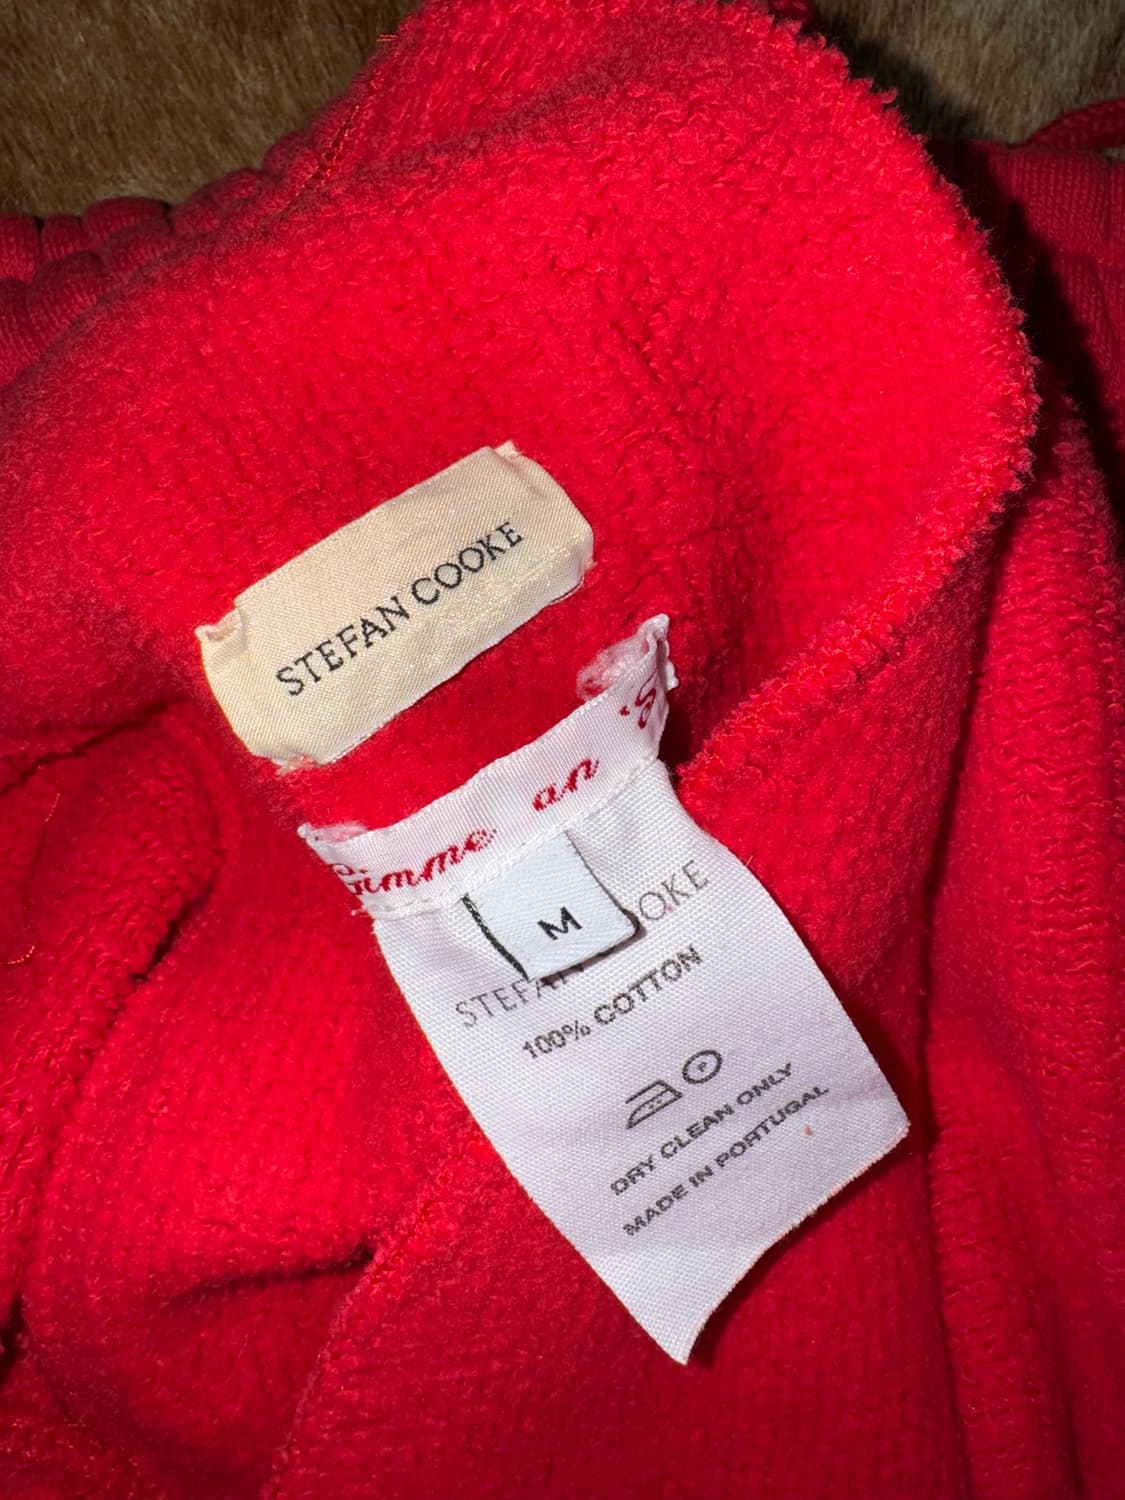 STEFAN COOKE
Gimme an 'S
M
STEFAN COOKE
100% COTTON
DRY CLEAN ONLY
MADE IN PORTUGAL